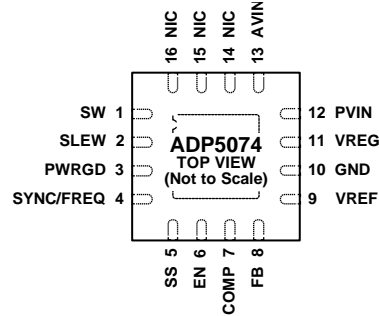 16 NIC
15 NIC
14 NIC
13 AVIN
SW 1
SLEW 2
PWRGD 3
SYNC/FREQ 4
ADP5074
TOP VIEW
(Not to Scale)
12 PVIN
11 VREG
10 GND
9 VREF
SS 5
EN 6
COMP 7
FB 8